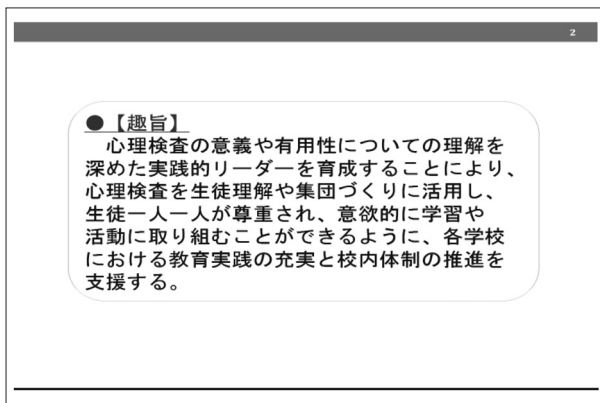 2
●【趣旨】
心理検査の意義や有用性についての理解を
深めた実践的リーダーを育成することにより、
心理検査を生徒理解や集団づくりに活用し、
生徒一人一人が尊重され、意欲的に学習や
活動に取り組むことができるように、各学校
における教育実践の充実と校内体制の推進を
支援する。